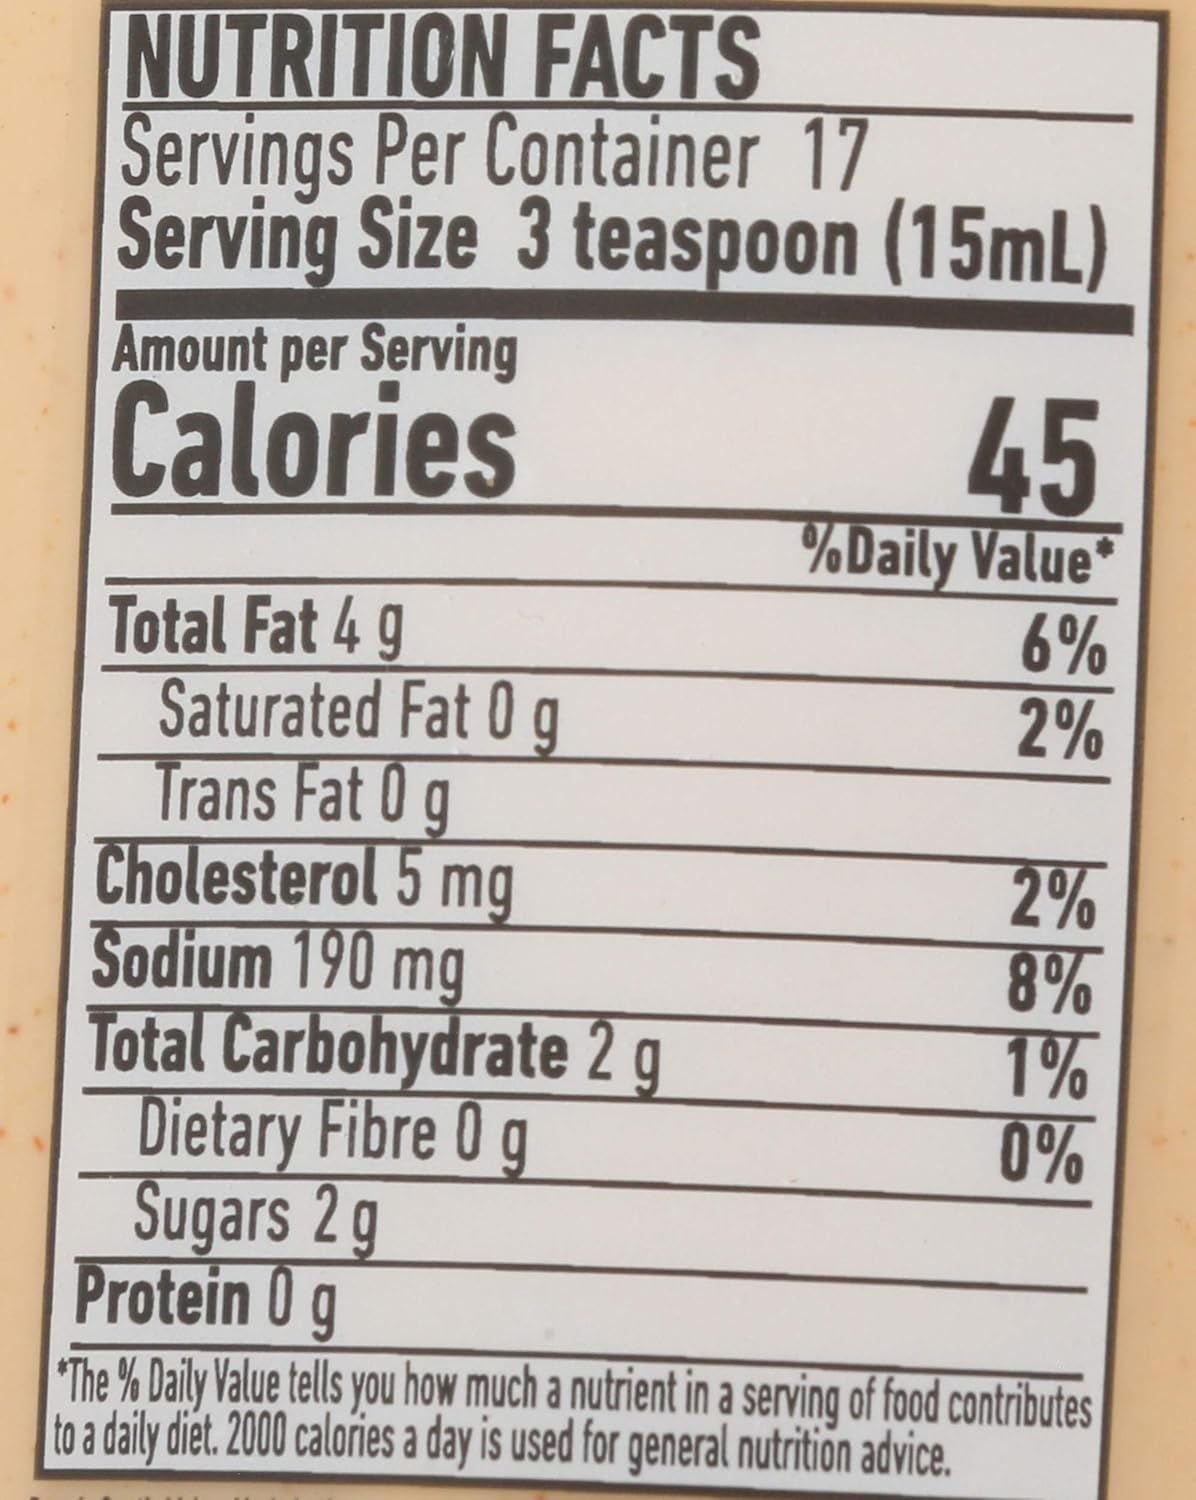 NUTRITION FACTS
Servings Per Container 17
Serving Size 3 teaspoon (15mL)
Amount per Serving
Calories 45
%Daily Value*
Total Fat 4 g 6%
Saturated Fat 0 g 2%
Trans Fat 0 g
Cholesterol 5 mg 2%
Sodium 190 mg 8%
Total Carbohydrate 2 g 1%
Dietary Fibre 0 g 0%
Sugars 2 g
Protein 0 g
*The % Daily Value tells you how much a nutrient in a serving of food contributes
to a daily diet. 2000 calories a day is used for general nutrition advice.